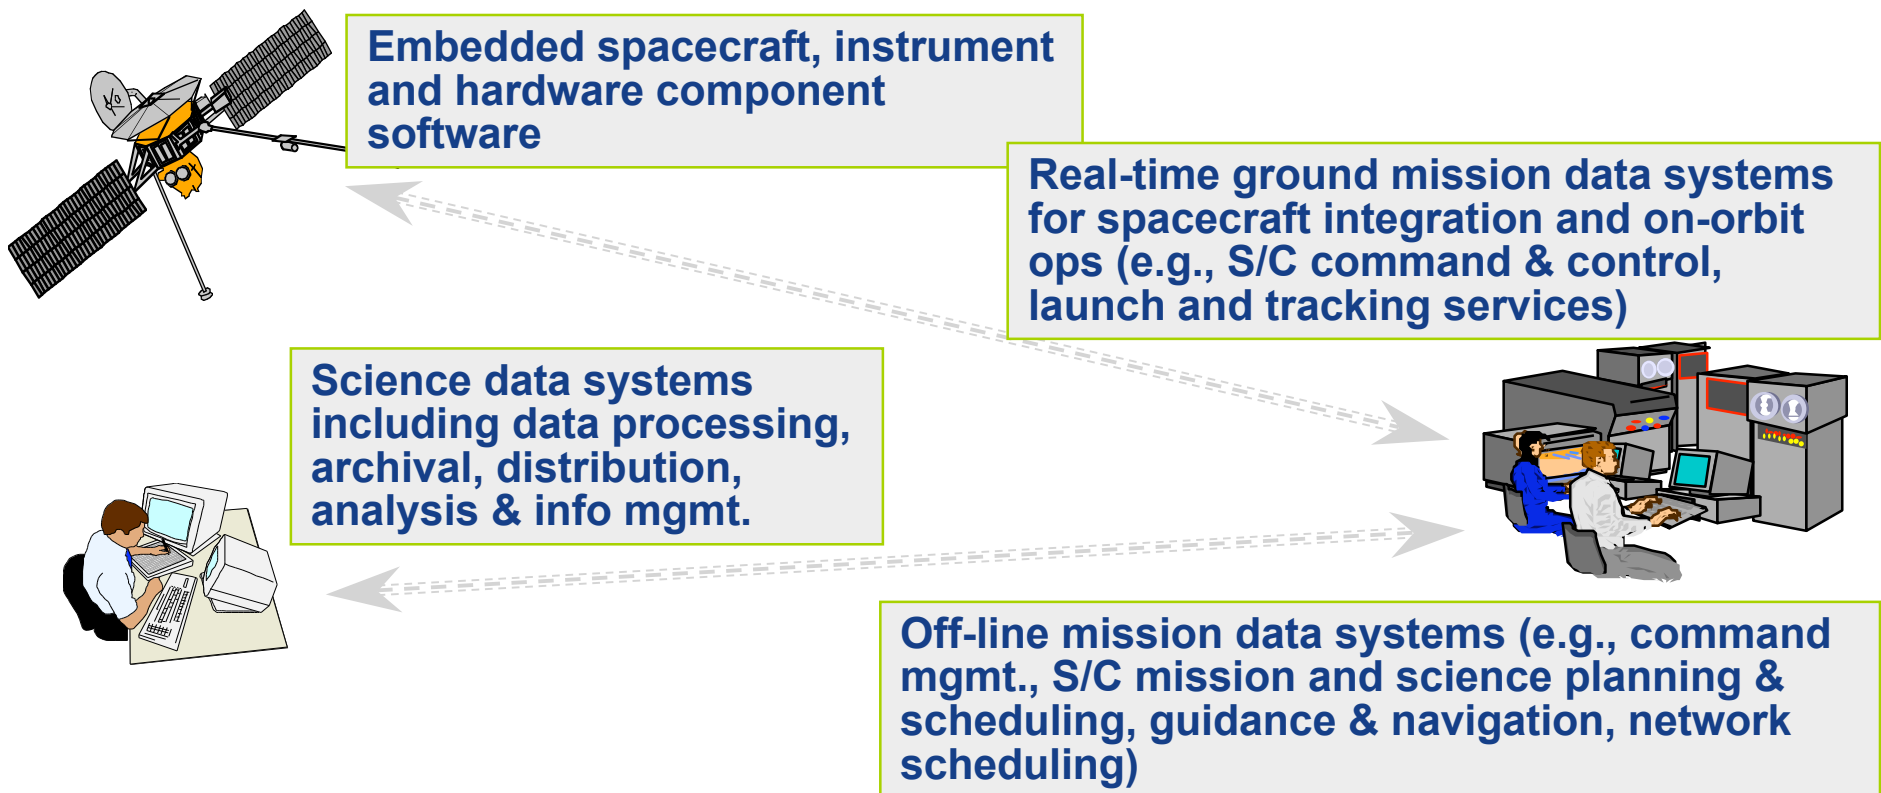 Embedded spacecraft, instrument
and hardware component
software
Real-time ground mission data systems
for spacecraft integration and on-orbit
ops (e.g., S/C command & control,
launch and tracking services)
Science data systems
including data processing,
archival, distribution,
analysis & info mgmt.
Off-line mission data systems (e.g., command
mgmt., S/C mission and science planning &
scheduling, guidance & navigation, network
scheduling)